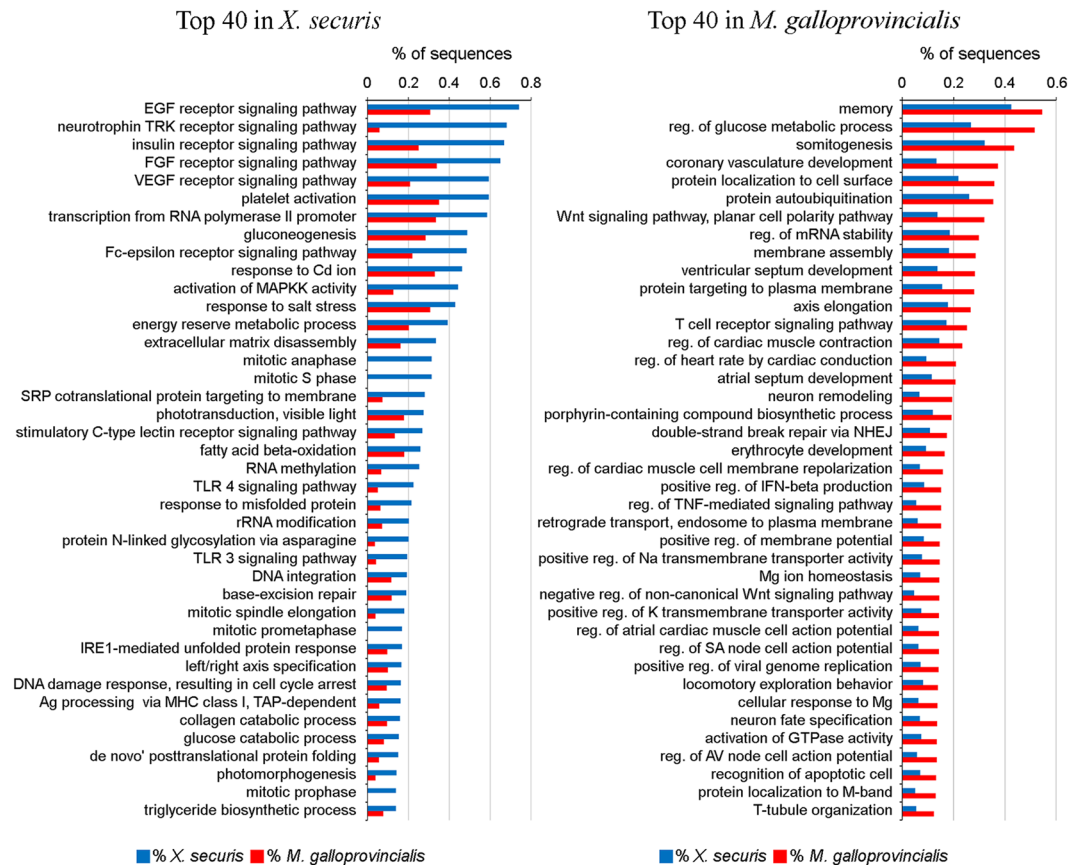 Top 40 in X. securis
% of sequences
0 0.2 0.4 0.6 0.8
EGF receptor signaling pathway
neurotrophin TRK receptor signaling pathway
insulin receptor signaling pathway
FGF receptor signaling pathway
VEGF receptor signaling pathway
platelet activation
transcription from RNA polymerase II promoter
gluconeogenesis
Fc-epsilon receptor signaling pathway
response to Cd ion
activation of MAPKK activity
response to salt stress
energy reserve metabolic process
extracellular matrix disassembly
mitotic anaphase
mitotic S phase
SRP cotranslational protein targeting to membrane
phototransduction, visible light
stimulatory C-type lectin receptor signaling pathway
fatty acid beta-oxidation
RNA methylation
TLR 4 signaling pathway
response to misfolded protein
rRNA modification
protein N-linked glycosylation via asparagine
TLR 3 signaling pathway
DNA integration
base-excision repair
mitotic spindle elongation
mitotic prometaphase
IRE1-mediated unfolded protein response
left/right axis specification
DNA damage response, resulting in cell cycle arrest
Ag processing via MHC class I, TAP-dependent
collagen catabolic process
glucose catabolic process
de novo' posttranslational protein folding
photomorphogenesis
mitotic prophase
triglyceride biosynthetic process
% X. securis % M. galloprovincialis
Top 40 in M. galloprovincialis
% of sequences
0 0.2 0.4 0.6
memory
reg. of glucose metabolic process
somitogenesis
coronary vasculature development
protein localization to cell surface
protein autoubiquitination
Wnt signaling pathway, planar cell polarity pathway
reg. of mRNA stability
membrane assembly
ventricular septum development
protein targeting to plasma membrane
axis elongation
T cell receptor signaling pathway
reg. of cardiac muscle contraction
reg. of heart rate by cardiac conduction
atrial septum development
neuron remodeling
porphyrin-containing compound biosynthetic process
double-strand break repair via NHEJ
erythrocyte development
reg. of cardiac muscle cell membrane repolarization
positive reg. of IFN-beta production
reg. of TNF-mediated signaling pathway
retrograde transport, endosome to plasma membrane
positive reg. of membrane potential
positive reg. of Na transmembrane transporter activity
Mg ion homeostasis
negative reg. of non-canonical Wnt signaling pathway
positive reg. of K transmembrane transporter activity
reg. of atrial cardiac muscle cell action potential
reg. of SA node cell action potential
positive reg. of viral genome replication
locomotory exploration behavior
cellular response to Mg
neuron fate specification
activation of GTPase activity
reg. of AV node cell action potential
recognition of apoptotic cell
protein localization to M-band
T-tubule organization
% X. securis % M. galloprovincialis